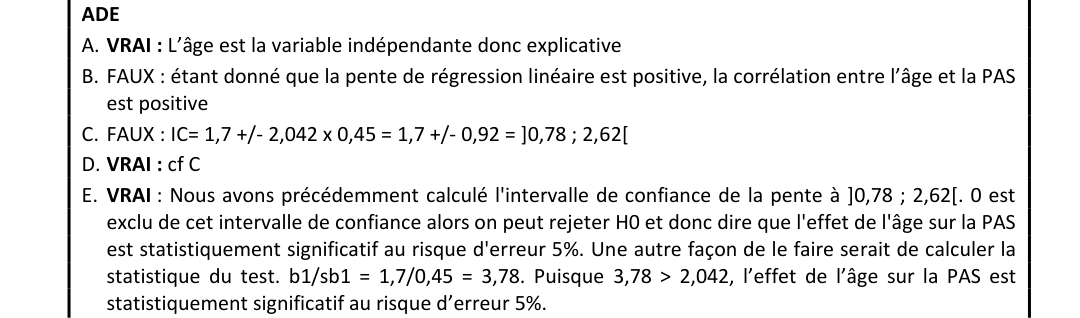 ADE
A. VRAI : L'âge est la variable indépendante donc explicative
B. FAUX : étant donné que la pente de régression linéaire est positive, la corrélation entre l'âge et la PAS
est positive
C. FAUX : IC= 1,7 +/- 2,042 x 0,45 = 1,7 +/- 0,92 = ]0,78 ; 2,62[
D. VRAI : cf C
E. VRAI : Nous avons précédemment calculé l'intervalle de confiance de la pente à ]0,78 ; 2,62[. 0 est
exclu de cet intervalle de confiance alors on peut rejeter H0 et donc dire que l'effet de l'âge sur la PAS
est statistiquement significatif au risque d'erreur 5%. Une autre façon de le faire serait de calculer la
statistique du test. b1/sb1 = 1,7/0,45 = 3,78. Puisque 3,78 > 2,042, l'effet de l'âge sur la PAS est
statistiquement significatif au risque d'erreur 5%.